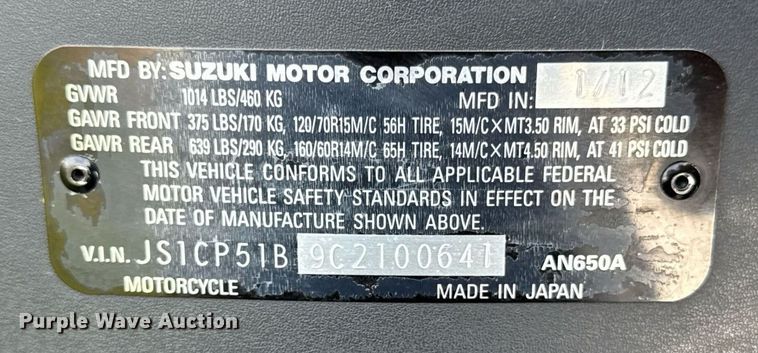 MFD BY: SUZUKI MOTOR CORPORATION 1/12
GVWR 1014 LBS/460 KG MFD IN:
GAWR FRONT 375 LBS/170 KG, 120/70R15M/C 56H TIRE, 15M/C×MT3.50 RIM, AT 33 PSI COLD
GAWR REAR 639 LBS/290 KG, 160/60R14M/C 65H TIRE, 14M/C×MT4.50 RIM, AT 41 PSI COLD
THIS VEHICLE CONFORMS TO ALL APPLICABLE FEDERAL
MOTOR VEHICLE SAFETY STANDARDS IN EFFECT ON THE
DATE OF MANUFACTURE SHOWN ABOVE.
V.I.N. JS1CP51B 9C2100641 AN650A
MOTORCYCLE MADE IN JAPAN
Purple Wave Auction